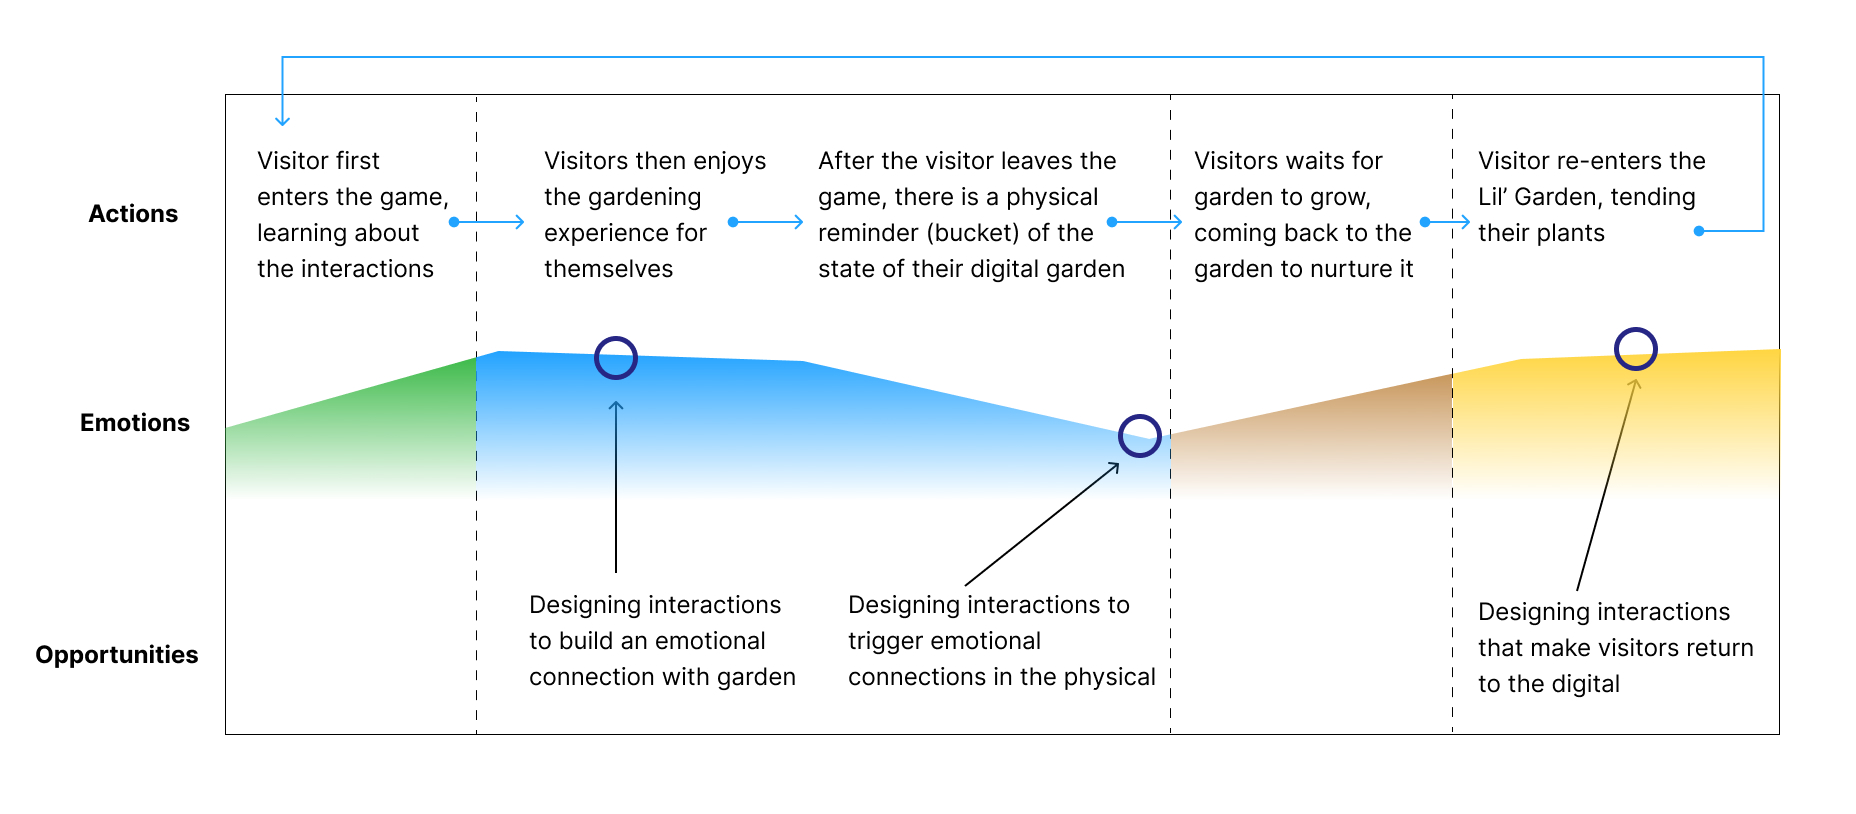 Actions
Visitor first
enters the game,
learning about
the interactions
Visitors then enjoys
the gardening
experience for
themselves
After the visitor leaves the
game, there is a physical
reminder (bucket) of the
state of their digital garden
Visitors waits for
garden to grow,
coming back to the
garden to nurture it
Visitor re-enters the
Lil’ Garden, tending
their plants
Emotions
Opportunities
Designing interactions
to build an emotional
connection with garden
Designing interactions to
trigger emotional
connections in the physical
Designing interactions
that make visitors return
to the digital